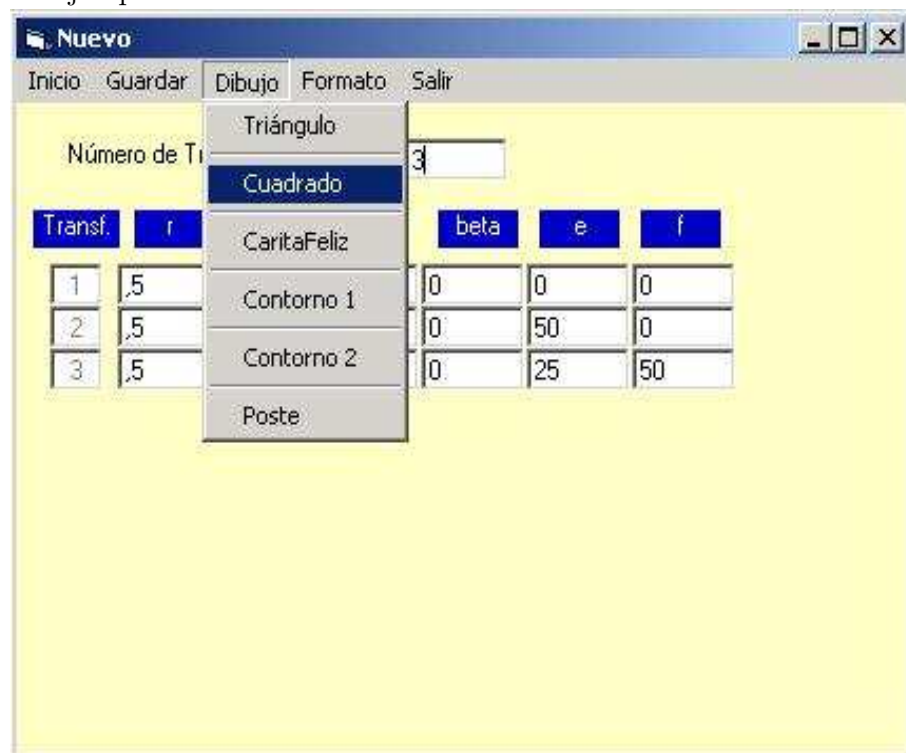 Nuevo
Inicio Guardar Dibujo Formato Salir
Triángulo
Cuadrado
CaritaFeliz
Contorno 1
Contorno 2
Poste
Número de 3
Transf. r beta e f
1 ,5 0 0 0
2 ,5 0 50 0
3 ,5 0 25 50